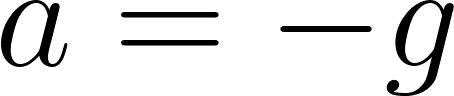 a = −g